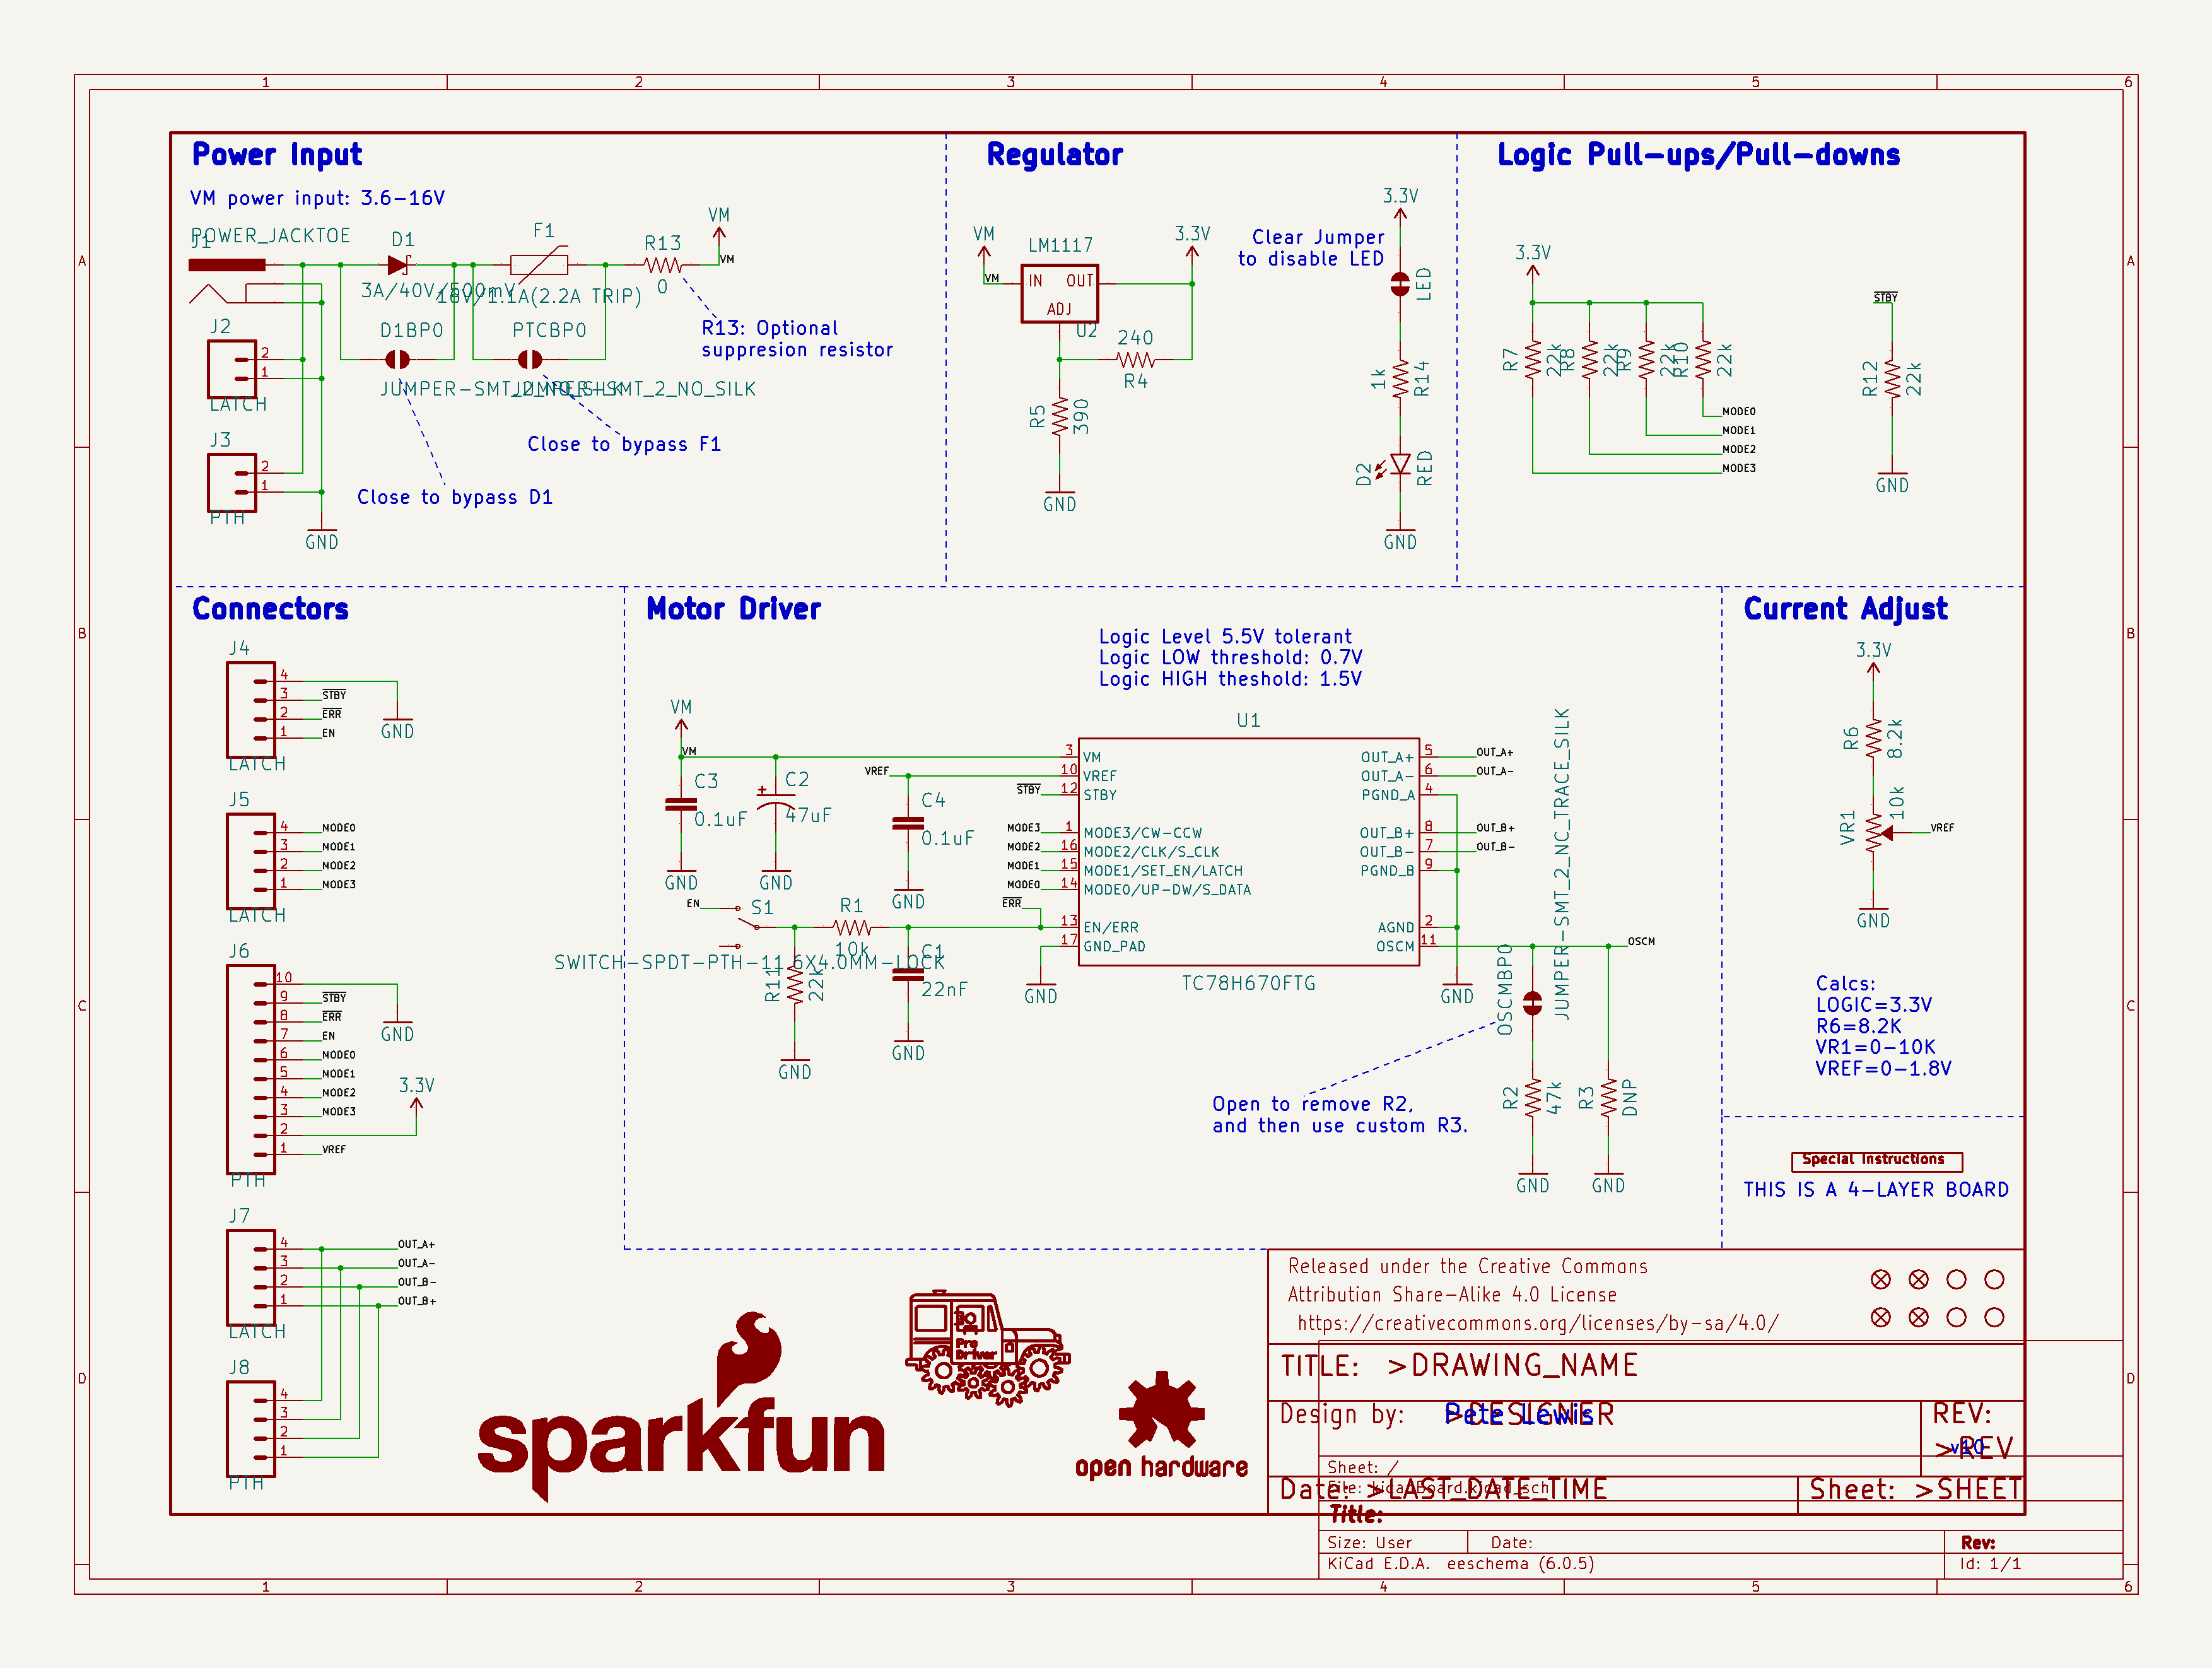 1 2 3 4 5 6
A A
B B
C C
D D
Power Input
VM power input: 3.6-16V
POWER_JACKTOE
J1
D1
3A/40V/500mV
F1
16V/1.1A(2.2A TRIP)
R13
0
VM
VM
J2
2
1
LATCH
D1BP0
JUMPER-SMT_2_NO_SILK
PTCBP0
JUMPER-SMT_2_NO_SILK
R13: Optional
suppresion resistor
Close to bypass F1
Close to bypass D1
J3
2
1
PTH
GND
Regulator
VM
VM
LM1117
IN OUT
ADJ
U2
3.3V
240
R4
R5
390
GND
3.3V
Clear Jumper
to disable LED
LED
1k
R14
D2
RED
GND
Logic Pull-ups/Pull-downs
3.3V
R7
22k
R8
22k
R9
22k
R10
22k
MODE0
MODE1
MODE2
MODE3
STBY
R12
22k
GND
Connectors
J4
4
3 STBY
2 ERR
1 EN
GND
LATCH
J5
4 MODE0
3 MODE1
2 MODE2
1 MODE3
LATCH
J6
10
9 STBY
8 ERR
7 EN
6 MODE0
5 MODE1
4 MODE2
3 MODE3
2
1 VREF
GND
3.3V
PTH
J7
4 OUT_A+
3 OUT_A-
2 OUT_B-
1 OUT_B+
LATCH
J8
4
3
2
1
PTH
Motor Driver
Logic Level 5.5V tolerant
Logic LOW threshold: 0.7V
Logic HIGH theshold: 1.5V
VM
VM
C3
0.1uF
GND
C2
47uF
GND
VREF
C4
0.1uF
GND
EN
S1
SWITCH-SPDT-PTH-11.6X4.0MM-LOCK
R1
10k
R11
22k
GND
C1
22nF
GND
STBY
MODE3
MODE2
MODE1
MODE0
ERR
GND
U1
3 VM
10 VREF
12 STBY
1 MODE3/CW-CCW
16 MODE2/CLK/S_CLK
15 MODE1/SET_EN/LATCH
14 MODE0/UP-DW/S_DATA
13 EN/ERR
17 GND_PAD
OUT_A+ 5 OUT_A+
OUT_A- 6 OUT_A-
PGND_A 4
OUT_B+ 8 OUT_B+
OUT_B- 7 OUT_B-
PGND_B 9
AGND 2
OSCM 11 OSCM
TC78H670FTG
GND
OSCMBP0
JUMPER-SMT_2_NC_TRACE_SILK
R2
47k
GND
R3
DNP
GND
Open to remove R2,
and then use custom R3.
Current Adjust
3.3V
R6
8.2k
VR1
10k
VREF
GND
Calcs:
LOGIC=3.3V
R6=8.2K
VR1=0-10K
VREF=0-1.8V
Special Instructions
THIS IS A 4-LAYER BOARD
sparkfun
Pro
Driver
open hardware
Released under the Creative Commons
Attribution Share-Alike 4.0 License
https://creativecommons.org/licenses/by-sa/4.0/
TITLE: >DRAWING_NAME
Design by: >DESIGNER
Pete Lewis
REV:
>REV
v10
Date: >LAST_DATE_TIME
Sheet: >SHEET
Sheet: /
File: kicadBoard.kicad_sch
Title:
Size: User Date: Rev:
KiCad E.D.A. eeschema (6.0.5) Id: 1/1
1 2 3 4 5 6